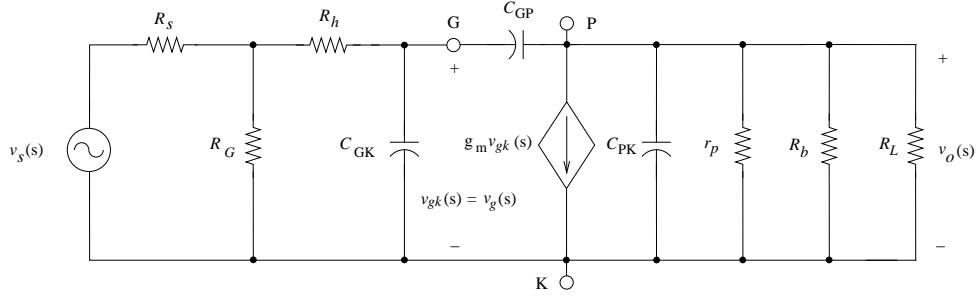 R_s
R_h
G
C_GP
P
+
+
v_s(s)
R_G
C_GK
g_m v_gk(s)
C_PK
r_p
R_b
R_L
v_o(s)
v_gk(s) = v_g(s)
−
−
K